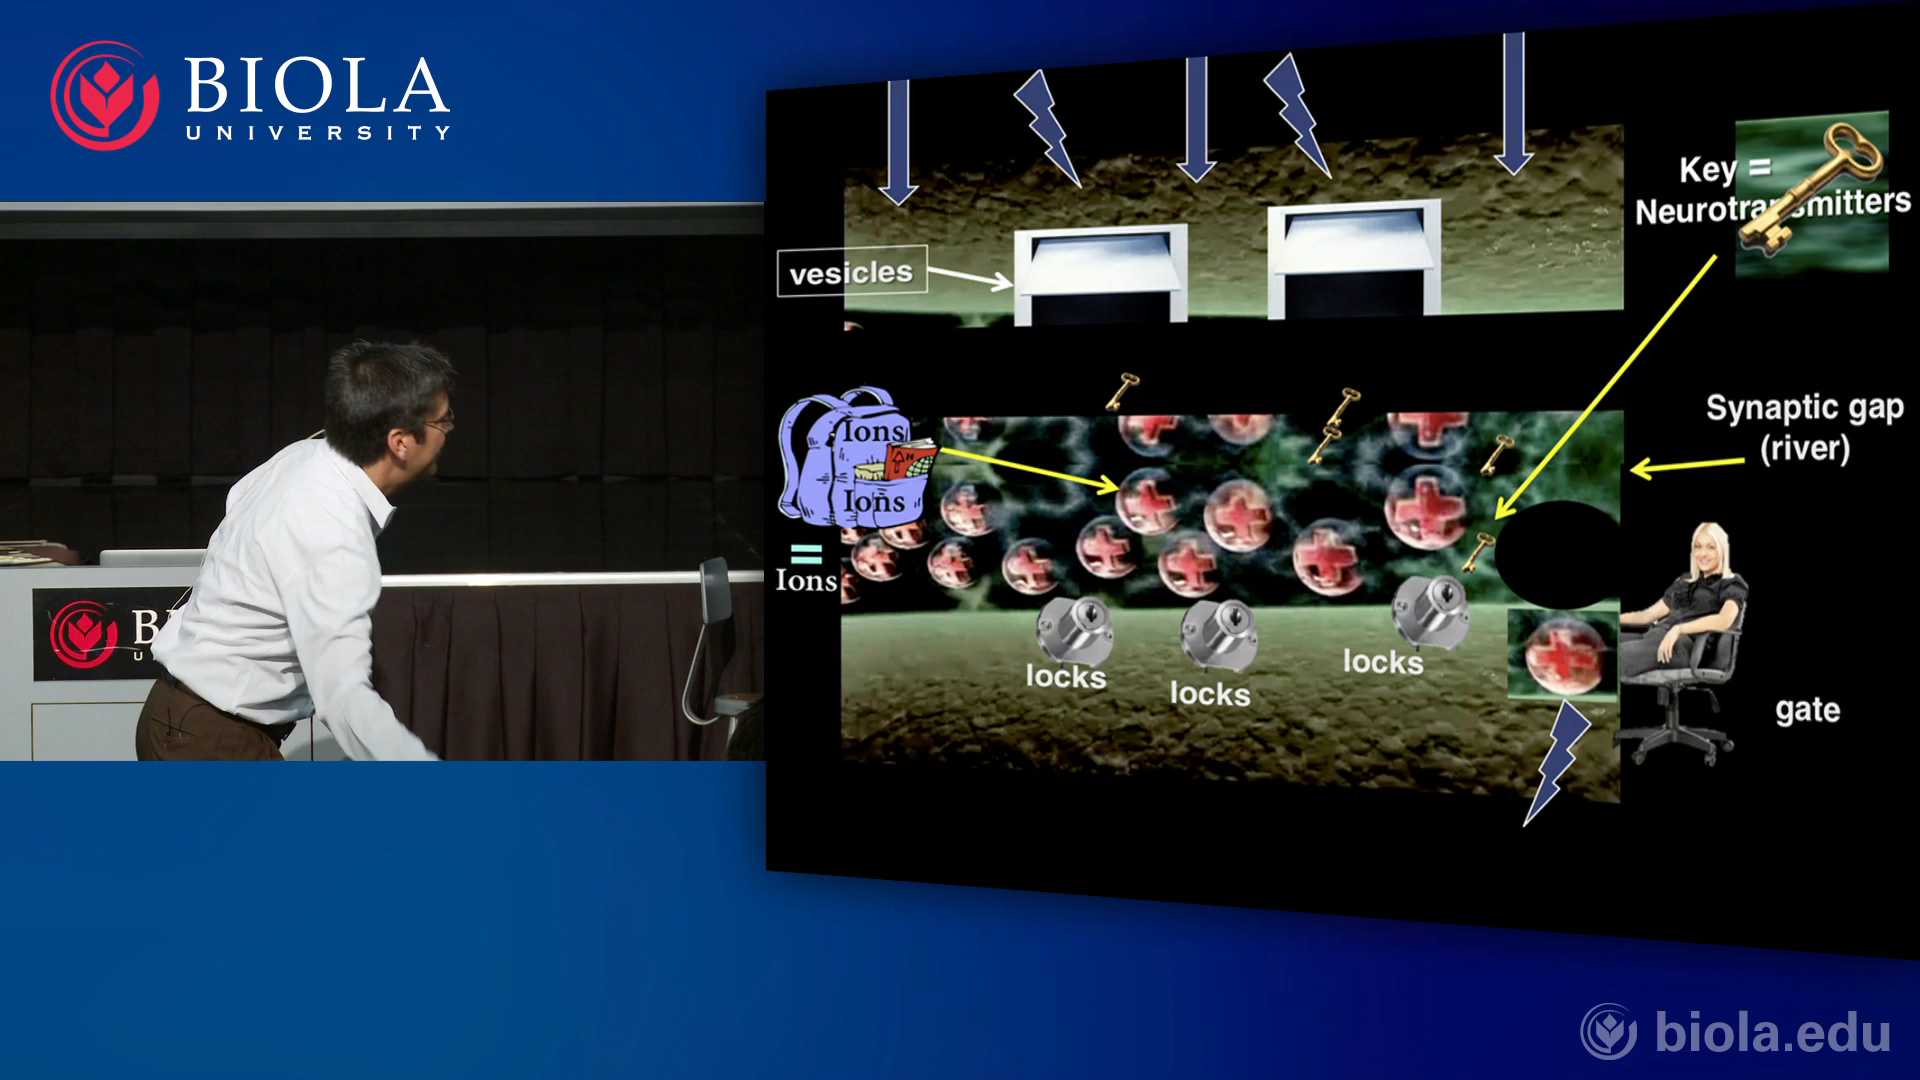 BIOLA
UNIVERSITY
Key =
Neurotransmitters
vesicles
Ions
Ions
=
Ions
Synaptic gap
(river)
locks
locks
locks
gate
biola.edu